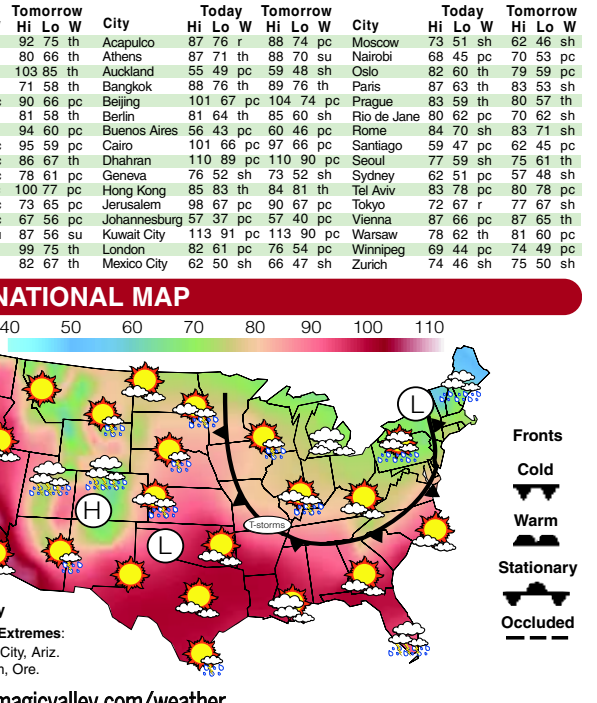 Tomorrow Today Tomorrow Today Tomorrow
Hi Lo W City Hi Lo W Hi Lo W City Hi Lo W Hi Lo W
92 75 th Acapulco 87 76 r 88 74 pc Moscow 73 51 sh 62 46 sh
80 66 th Athens 87 71 th 88 70 su Nairobi 68 45 pc 70 53 pc
103 85 th Auckland 55 49 pc 59 48 sh Oslo 82 60 th 79 59 pc
71 58 th Bangkok 88 76 th 89 76 th Paris 87 63 th 83 53 sh
90 66 pc Beijing 101 67 pc 104 74 pc Prague 83 59 th 80 57 th
81 58 th Berlin 81 64 th 85 60 sh Rio de Jane 80 62 pc 70 62 sh
94 60 pc Buenos Aires 56 43 pc 60 46 pc Rome 84 70 sh 83 71 sh
95 59 pc Cairo 101 66 pc 97 66 pc Santiago 59 47 pc 62 45 pc
86 67 th Dhahran 110 89 pc 110 90 pc Seoul 77 59 sh 75 61 th
78 61 pc Geneva 76 52 sh 73 52 sh Sydney 62 51 pc 57 48 sh
100 77 pc Hong Kong 85 83 th 84 81 th Tel Aviv 83 78 pc 80 78 pc
73 65 pc Jerusalem 98 67 pc 90 67 pc Tokyo 72 67 r 77 67 sh
67 56 pc Johannesburg 57 37 pc 57 40 pc Vienna 87 66 pc 87 65 th
87 56 su Kuwait City 113 91 pc 113 90 pc Warsaw 78 62 th 81 60 pc
99 75 th London 82 61 pc 76 54 pc Winnipeg 69 44 pc 74 49 pc
82 67 th Mexico City 62 50 sh 66 47 sh Zurich 74 46 sh 75 50 sh
NATIONAL MAP
40 50 60 70 80 90 100 110
L
Fronts
Cold
H
T-storms
Warm
L
Stationary
Occluded
y
Extremes:
City, Ariz.
n, Ore.
magicvalley.com/weather